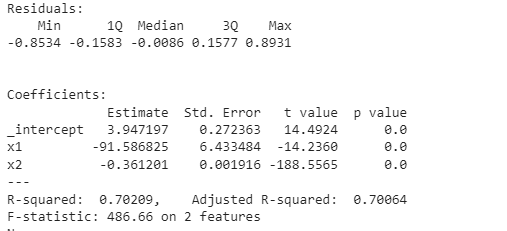 Residuals:
Min 1Q Median 3Q Max
-0.8534 -0.1583 -0.0086 0.1577 0.8931
Coefficients:
Estimate Std. Error t value p value
_intercept 3.947197 0.272363 14.4924 0.0
x1 -91.586825 6.433484 -14.2360 0.0
x2 -0.361201 0.001916 -188.5565 0.0
---
R-squared: 0.70209, Adjusted R-squared: 0.70064
F-statistic: 486.66 on 2 features